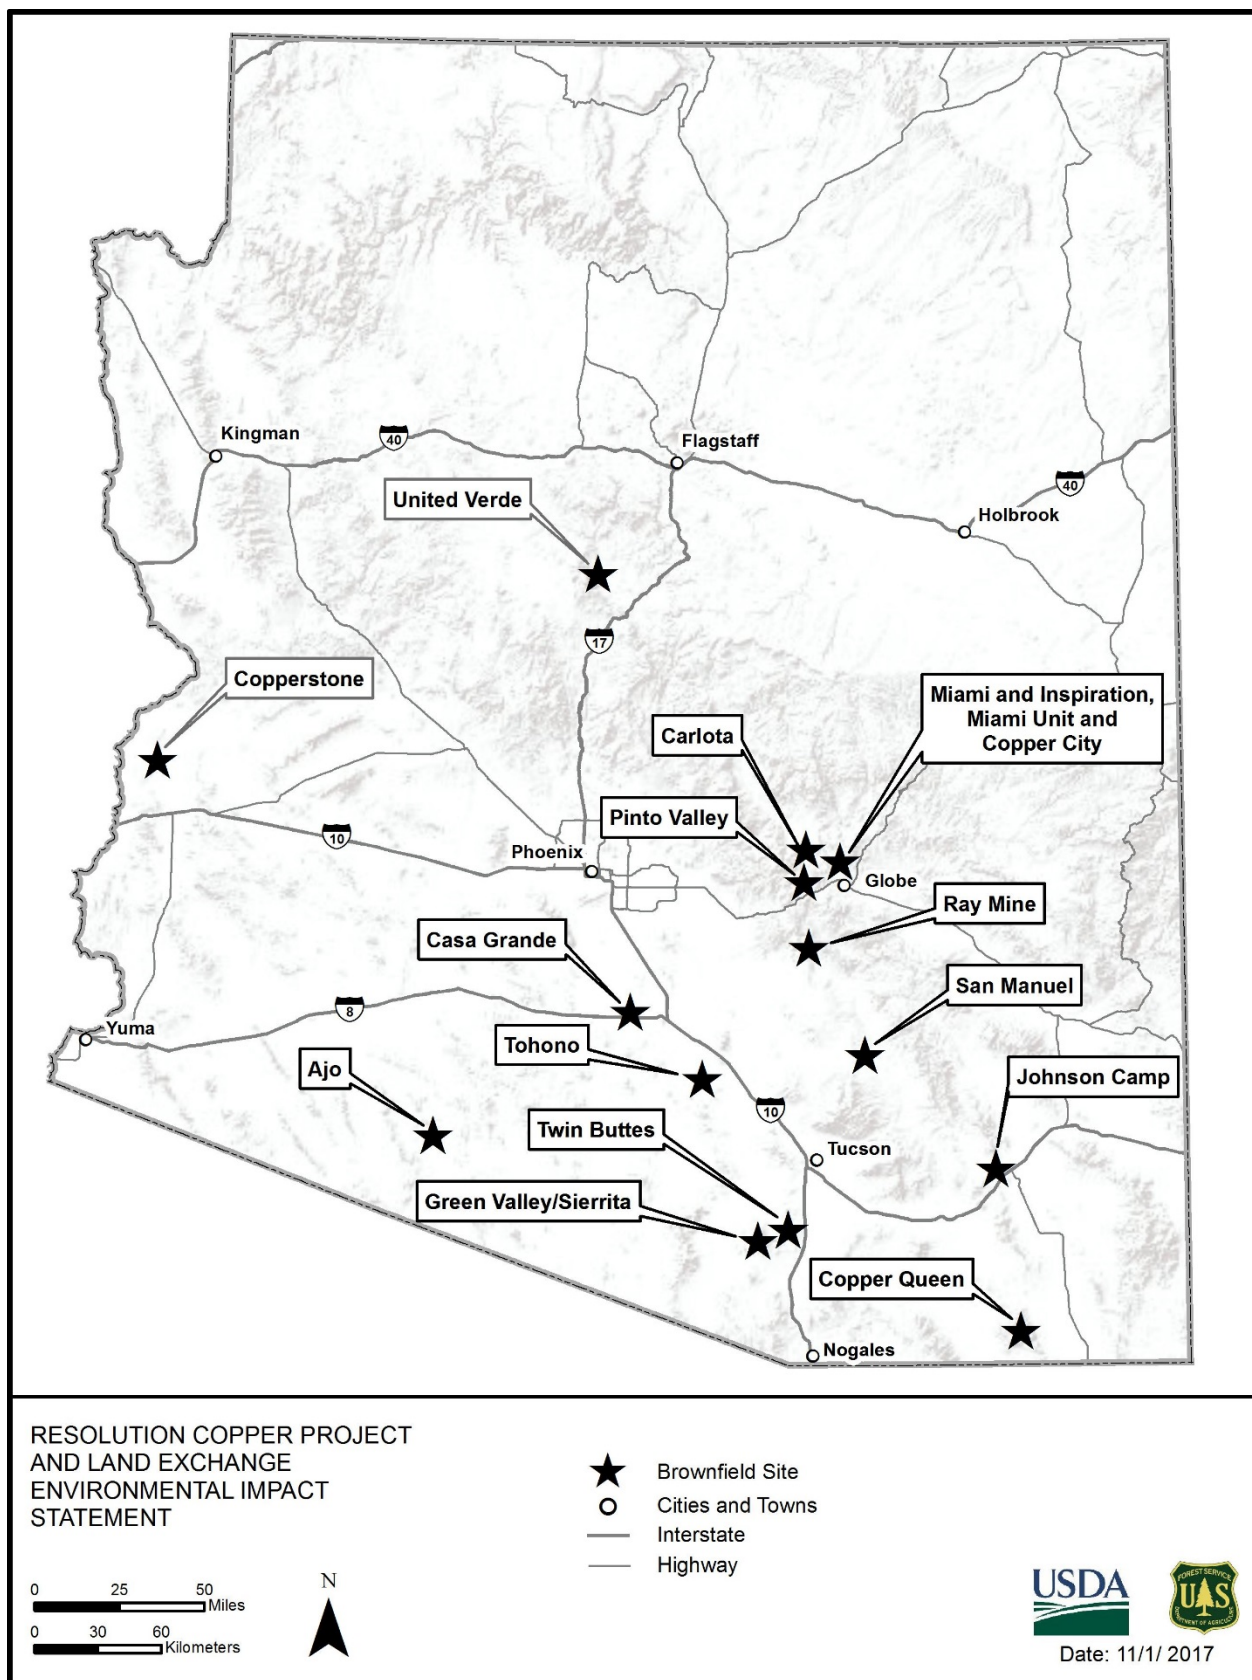 Kingman
40
Flagstaff
40
United Verde
Holbrook
17
Copperstone
Miami and Inspiration,
Miami Unit and
Copper City
Carlota
Pinto Valley
10
Phoenix
Globe
Ray Mine
Casa Grande
San Manuel
8
Yuma
Tohono
Ajo
Johnson Camp
10
Twin Buttes
Tucson
Green Valley/Sierrita
Copper Queen
Nogales
RESOLUTION COPPER PROJECT
AND LAND EXCHANGE
ENVIRONMENTAL IMPACT
STATEMENT
Brownfield Site
Cities and Towns
Interstate
Highway
0 25 50
Miles
0 30 60
Kilometers
N
USDA
FOREST SERVICE
U S
DEPARTMENT OF AGRICULTURE
Date: 11/1/ 2017